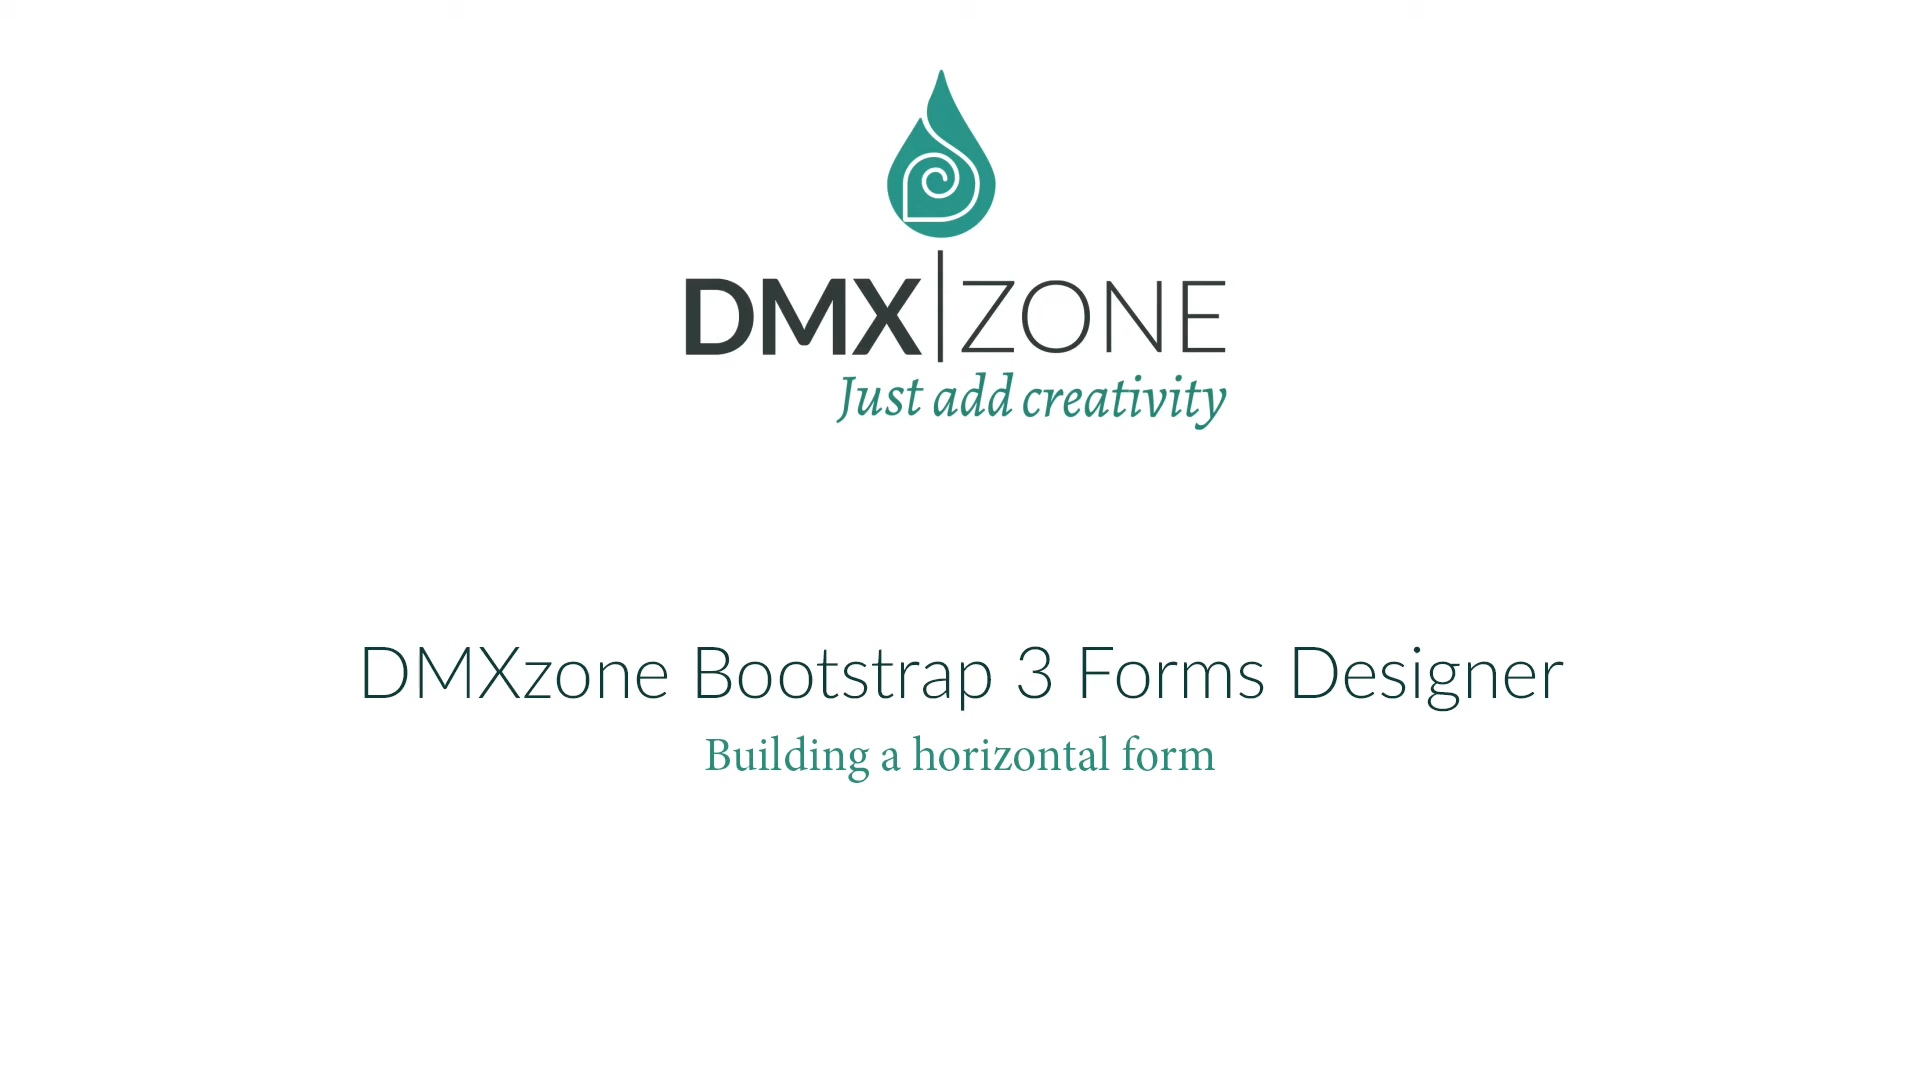 DMX|ZONE
Just add creativity
DMXzone Bootstrap 3 Forms Designer
Building a horizontal form